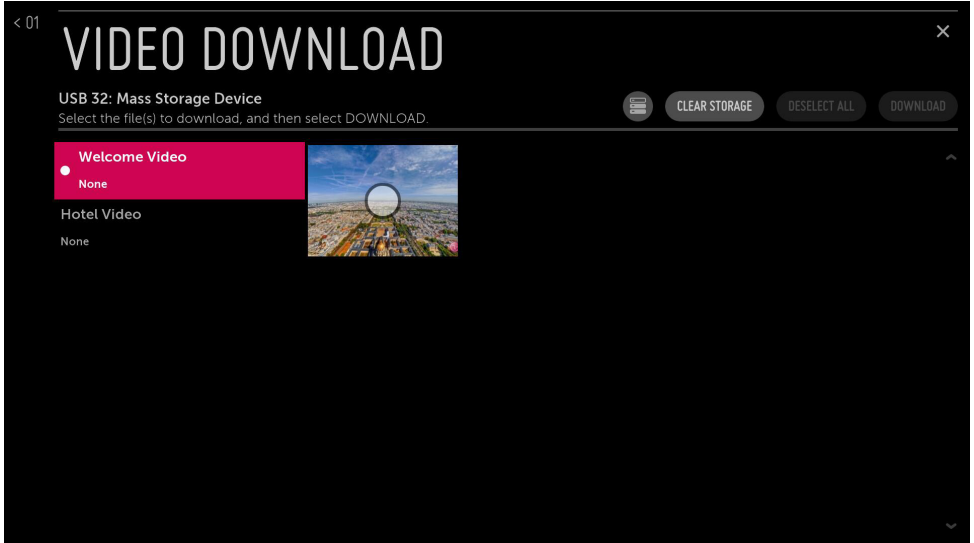 < 01
VIDEO DOWNLOAD
USB 32: Mass Storage Device
Select the file(s) to download, and then select DOWNLOAD.
CLEAR STORAGE
DESELECT ALL
DOWNLOAD
Welcome Video
None
Hotel Video
None